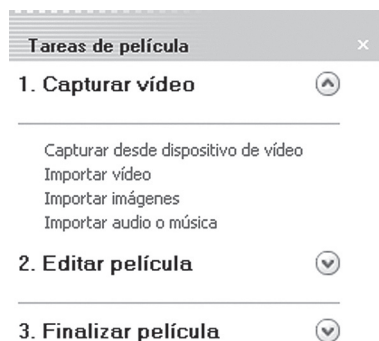 Tareas de película
1. Capturar vídeo
Capturar desde dispositivo de vídeo
Importar vídeo
Importar imágenes
Importar audio o música
2. Editar película
3. Finalizar película